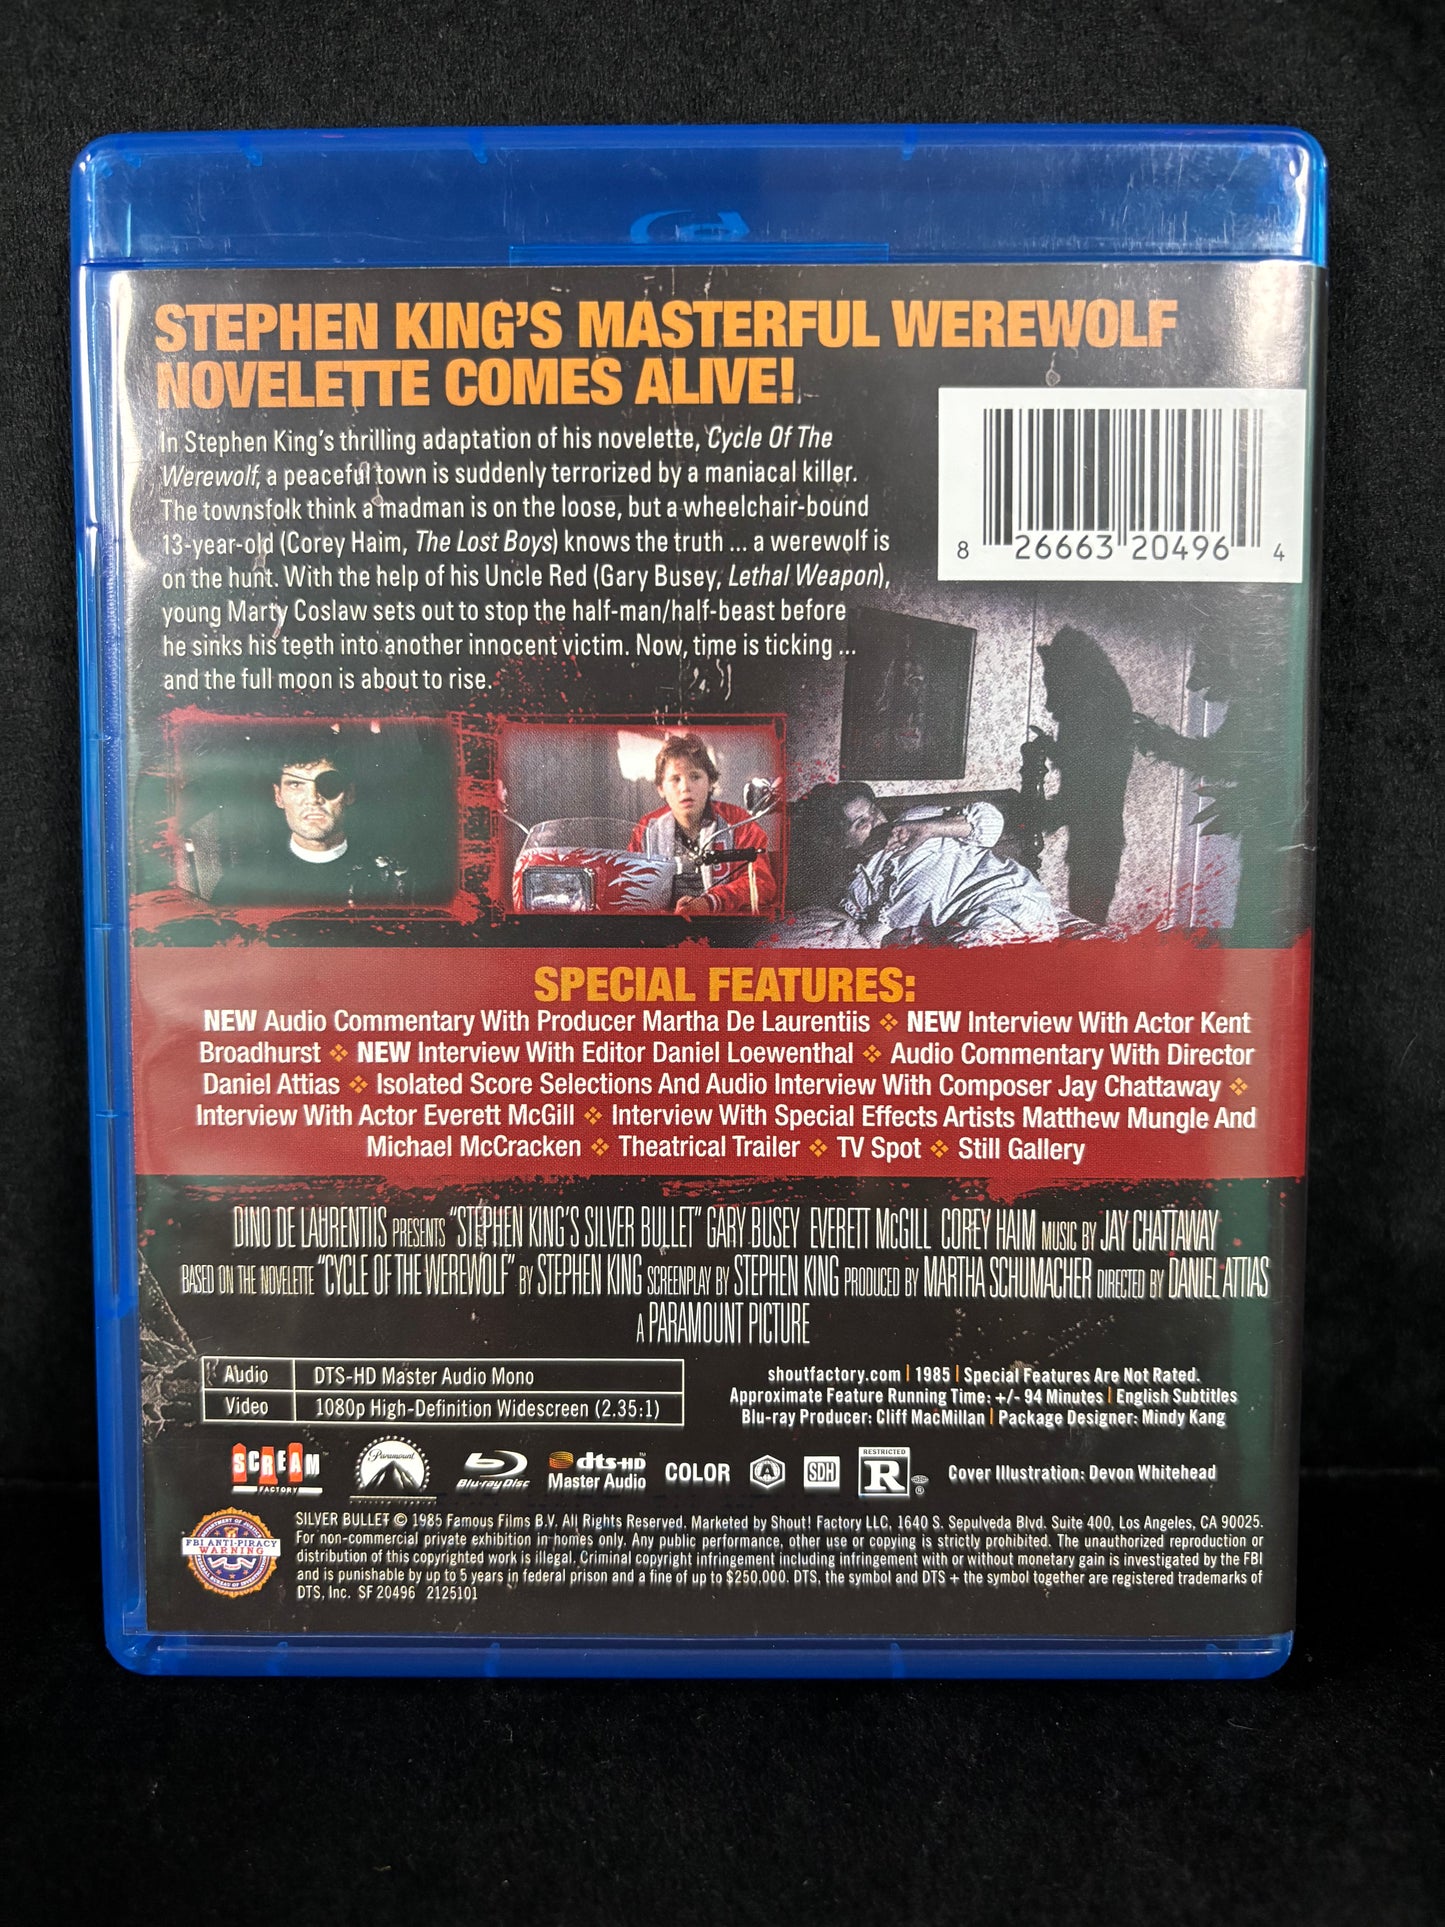 STEPHEN KING'S MASTERFUL WEREWOLF
NOVELETTE COMES ALIVE!
In Stephen King's thrilling adaptation of his novelette, Cycle Of The
Werewolf, a peaceful town is suddenly terrorized by a maniacal killer.
The townsfolk think a madman is on the loose, but a wheelchair-bound
13-year-old (Corey Haim, The Lost Boys) knows the truth ... a werewolf is
on the hunt. With the help of his Uncle Red (Gary Busey, Lethal Weapon),
young Marty Coslaw sets out to stop the half-man/half-beast before
he sinks his teeth into another innocent victim. Now, time is ticking ...
and the full moon is about to rise.
8 26663 20496 4
SPECIAL FEATURES:
NEW Audio Commentary With Producer Martha De Laurentiis ❖ NEW Interview With Actor Kent
Broadhurst ❖ NEW Interview With Editor Daniel Loewenthal ❖ Audio Commentary With Director
Daniel Attias ❖ Isolated Score Selections And Audio Interview With Composer Jay Chattaway ❖
Interview With Actor Everett McGill ❖ Interview With Special Effects Artists Matthew Mungle And
Michael McCracken ❖ Theatrical Trailer ❖ TV Spot ❖ Still Gallery
DINO DE LAURENTIIS PRESENTS "STEPHEN KING'S SILVER BULLET" GARY BUSEY EVERETT McGILL COREY HAIM MUSIC BY JAY CHATTAWAY
BASED ON THE NOVELETTE "CYCLE OF THE WEREWOLF" BY STEPHEN KING SCREENPLAY BY STEPHEN KING PRODUCED BY MARTHA SCHUMACHER DIRECTED BY DANIEL ATTIAS
A PARAMOUNT PICTURE
Audio DTS-HD Master Audio Mono
Video 1080p High-Definition Widescreen (2.35:1)
shoutfactory.com | 1985 | Special Features Are Not Rated.
Approximate Feature Running Time: +/- 94 Minutes | English Subtitles
Blu-ray Producer: Cliff MacMillan | Package Designer: Mindy Kang
SCREAM FACTORY
Paramount
Blu-ray Disc
dts-HD Master Audio
COLOR
A
SDH
RESTRICTED
R ®
Cover Illustration: Devon Whitehead
DEPARTMENT OF JUSTICE
FBI ANTI-PIRACY
WARNING
FEDERAL BUREAU OF INVESTIGATION
SILVER BULLET © 1985 Famous Films B.V. All Rights Reserved. Marketed by Shout! Factory LLC, 1640 S. Sepulveda Blvd. Suite 400, Los Angeles, CA 90025.
For non-commercial private exhibition in homes only. Any public performance, other use or copying is strictly prohibited. The unauthorized reproduction or
distribution of this copyrighted work is illegal. Criminal copyright infringement including infringement with or without monetary gain is investigated by the FBI
and is punishable by up to 5 years in federal prison and a fine of up to $250,000. DTS, the symbol and DTS + the symbol together are registered trademarks of
DTS, Inc. SF 20496 2125101